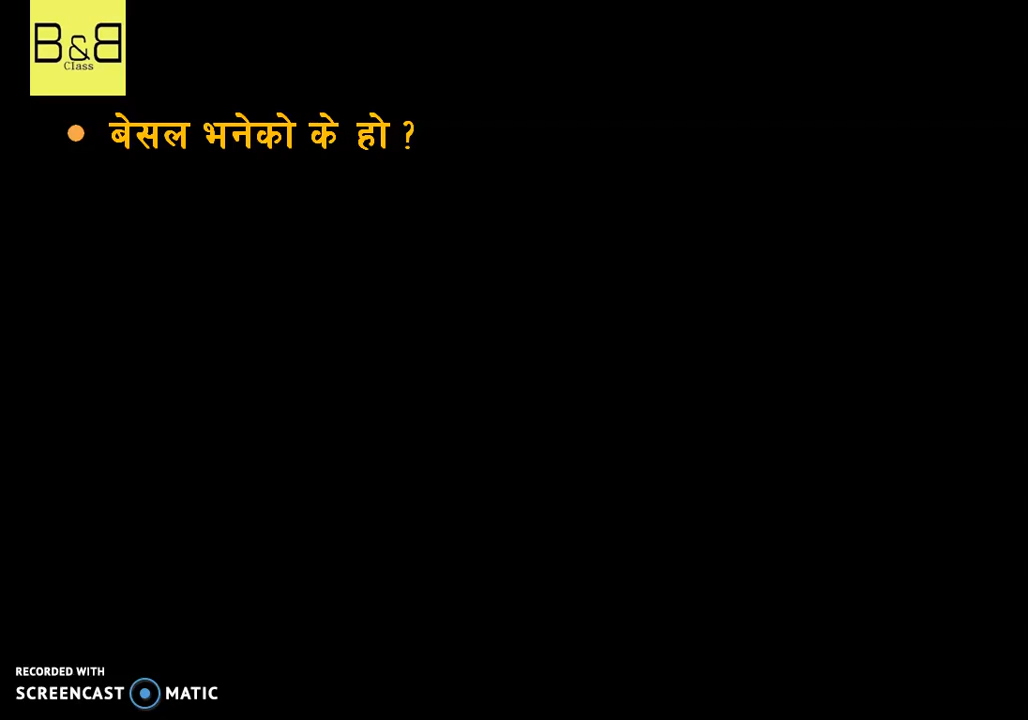 B&B
Class
बेसल भनेको के हो ?
RECORDED WITH
SCREENCAST MATIC